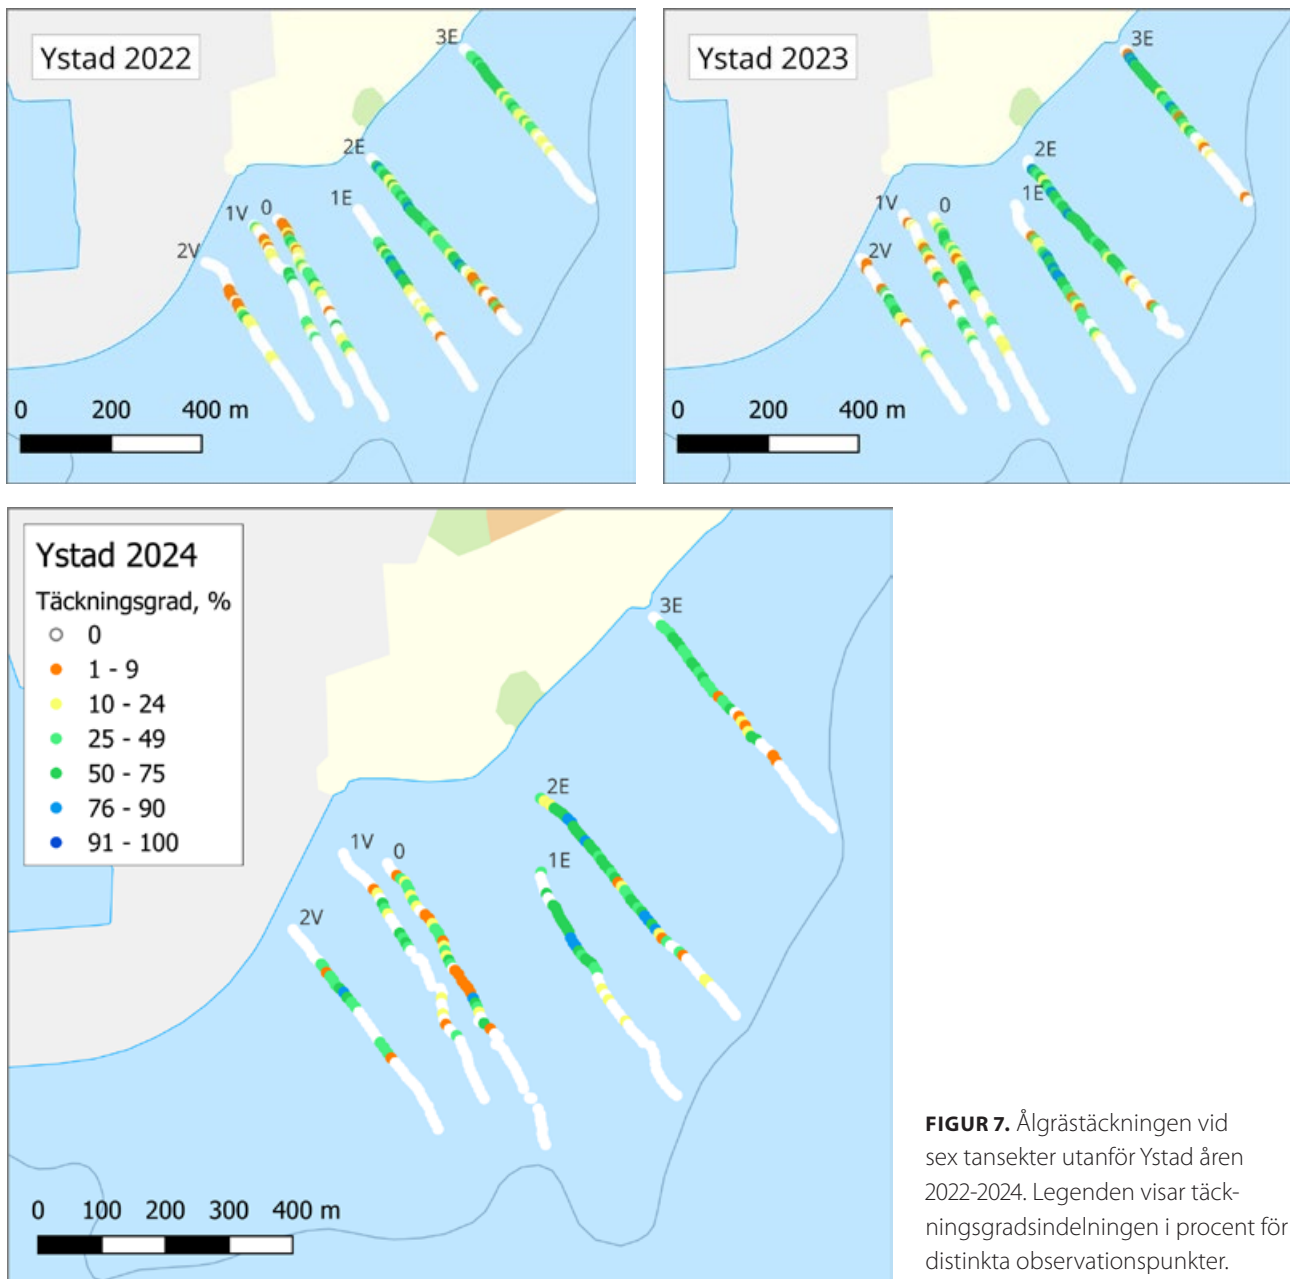 Ystad 2022
3E
2E
1E
1V 0
2V
0 200 400 m
Ystad 2023
3E
2E
1E
1V
0
2V
0 200 400 m
Ystad 2024
Täckningsgrad, %
0
1 - 9
10 - 24
25 - 49
50 - 75
76 - 90
91 - 100
3E
2E
1E
1V
0
2V
0 100 200 300 400 m
FIGUR 7. Ålgrästäckningen vid
sex tansekter utanför Ystad åren
2022-2024. Legenden visar täck-
ningsgradsindelningen i procent för
distinkta observationspunkter.